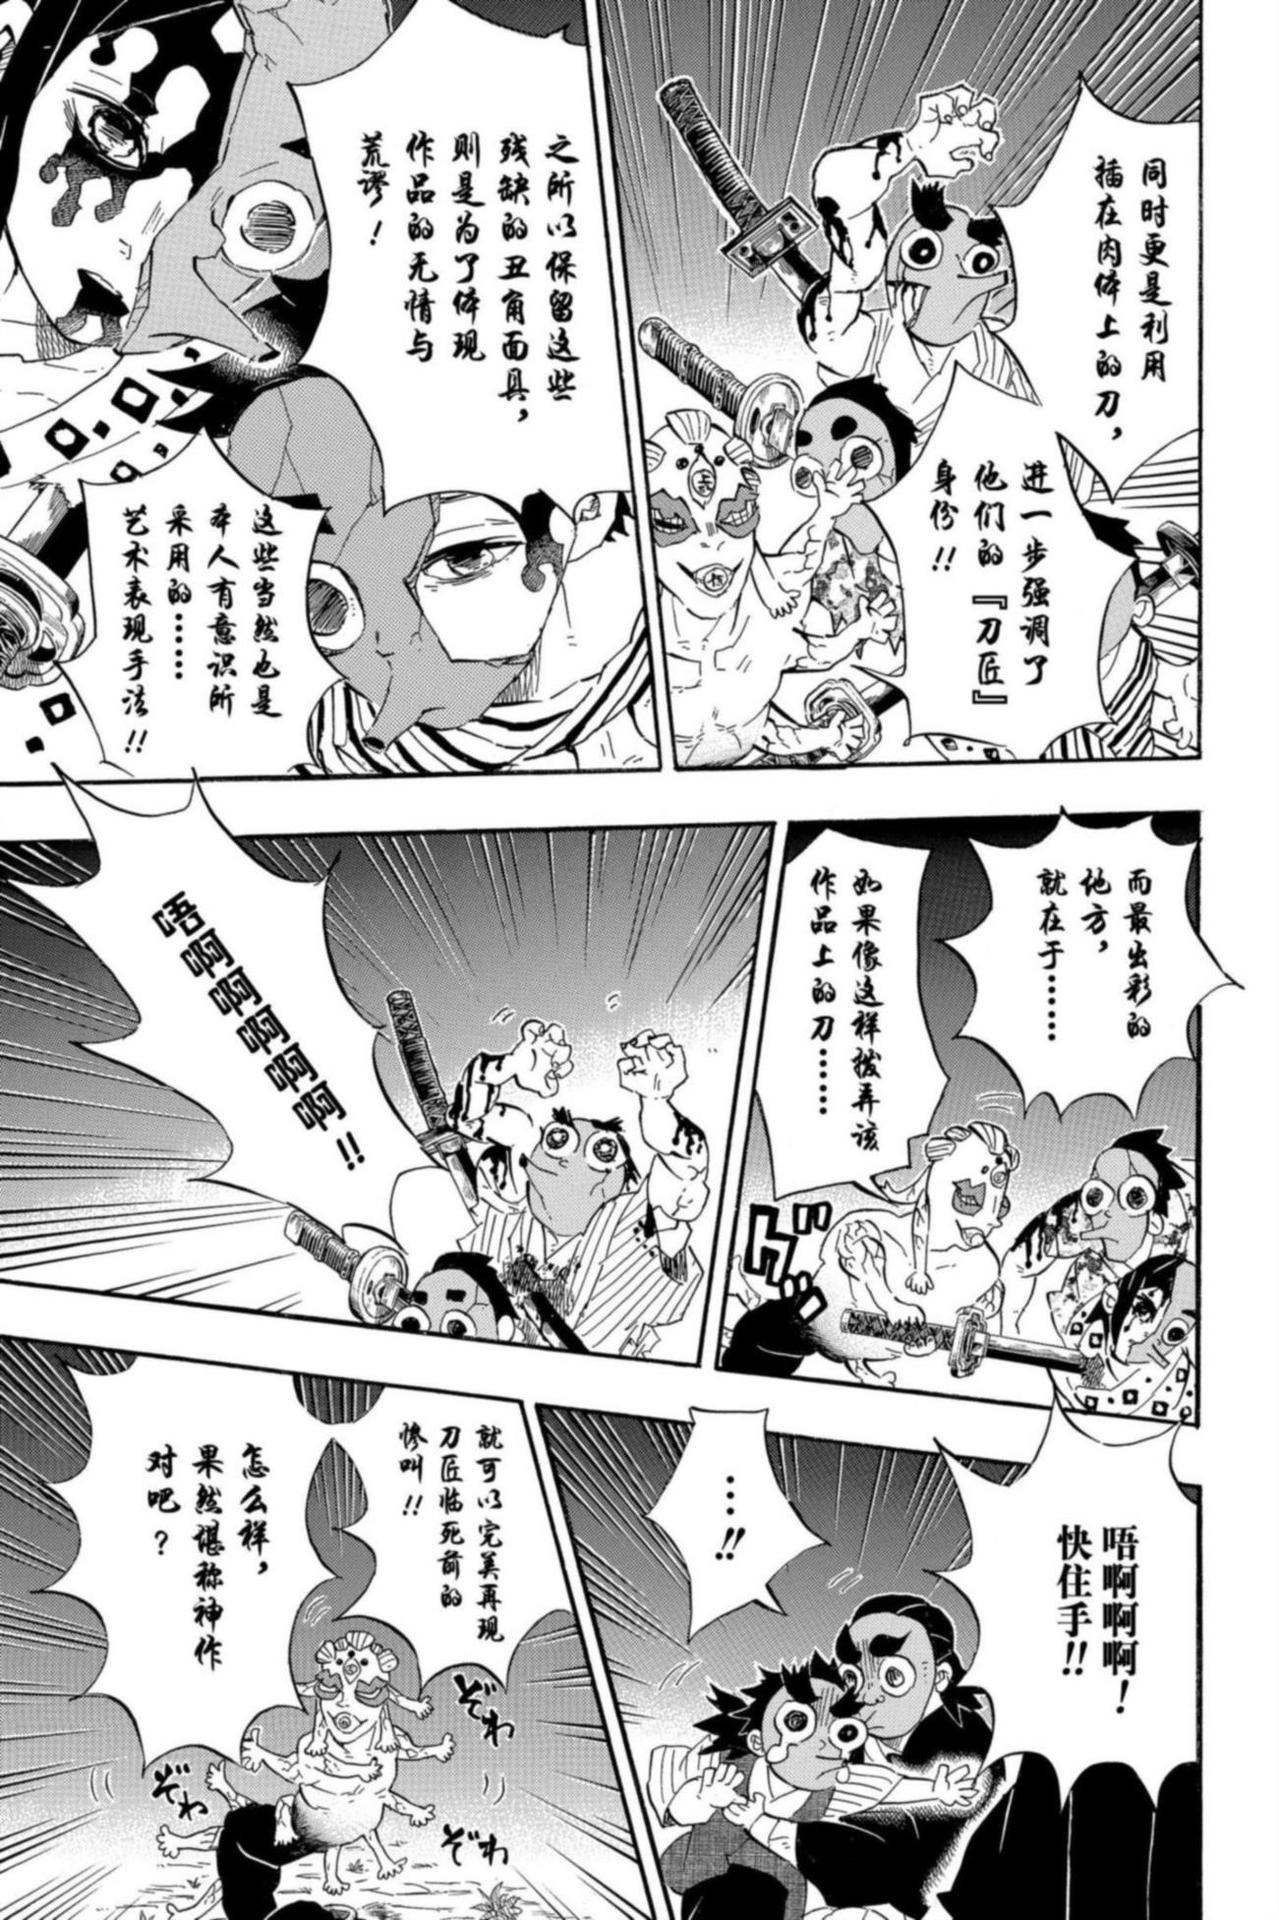 同时更是利用
插在肉体上的刀，
进一步强调了
他们的『刀匠』
身份！！
之所以保留这些
残缺的丑角面具，
则是为了体现
作品的无情与
荒谬！
这些当然也是
本人有意识所
采用的……
艺术表现手法！！
而最出彩的
地方，
就在于……
如果像这样拨弄该
作品上的刀……
グググ
唔啊啊啊啊啊啊！！
唔啊啊啊！
快住手！！
…！！
就可以完美再现
刀匠临死前的
惨叫！！
怎么样，
果然堪称神作
对吧？
ぞわ
ぞわ
ぞわ